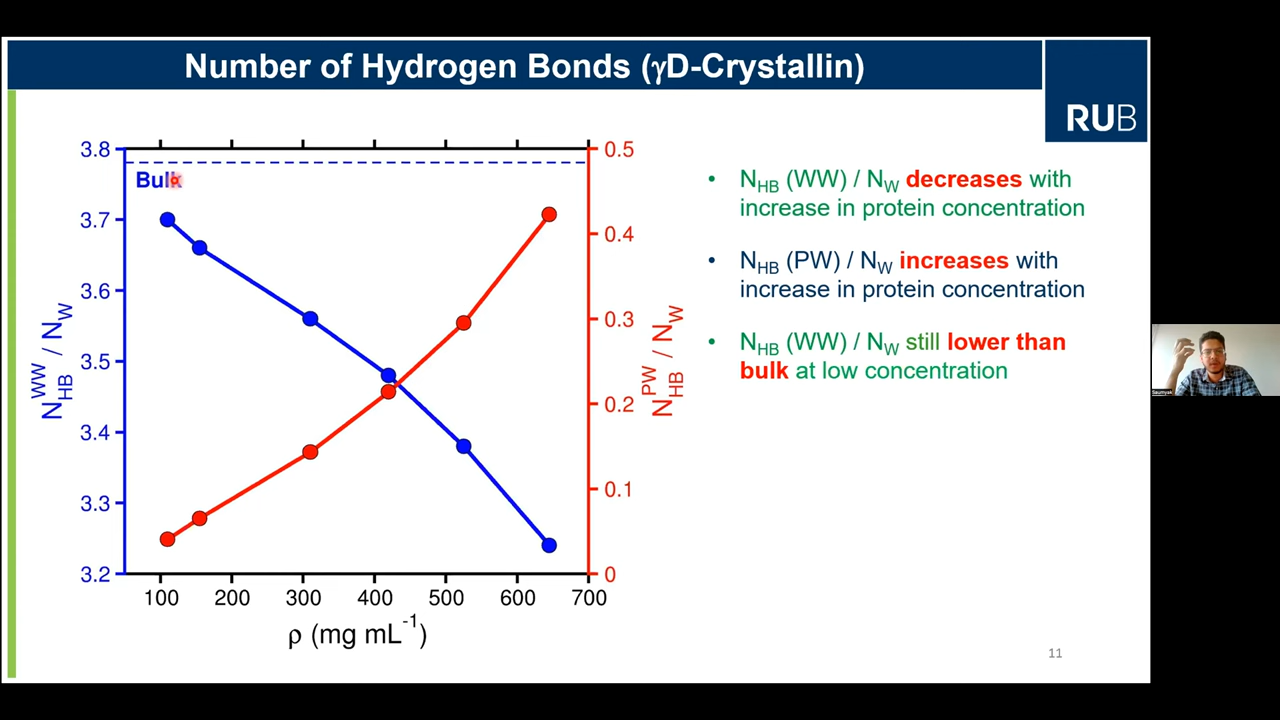 Number of Hydrogen Bonds (γD-Crystallin)
RUB
3.8
3.7
3.6
3.5
3.4
3.3
3.2
N_HB^WW / N_W
Bulk
0.5
0.4
0.3
0.2
0.1
0
N_HB^PW / N_W
100 200 300 400 500 600 700
ρ (mg mL^-1)
• N_HB (WW) / N_W decreases with
increase in protein concentration
• N_HB (PW) / N_W increases with
increase in protein concentration
• N_HB (WW) / N_W still lower than
bulk at low concentration
11